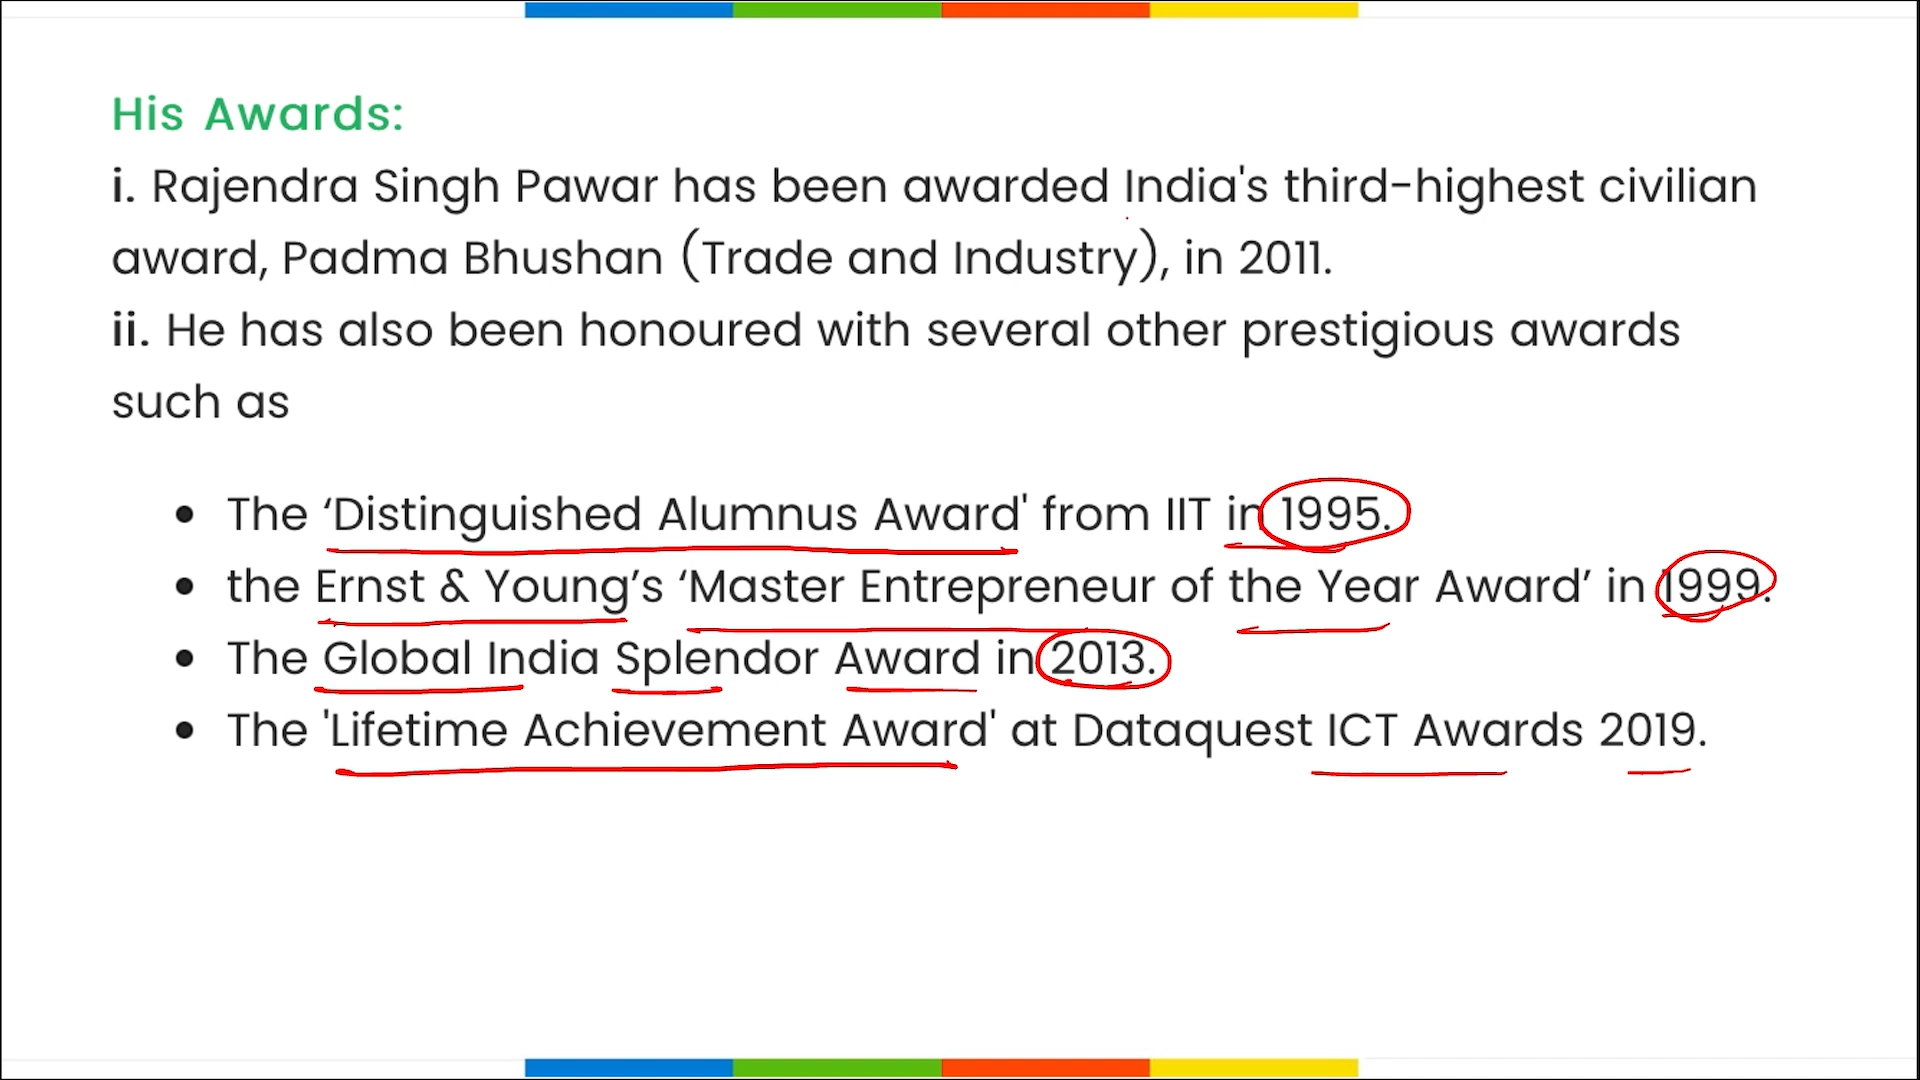 His Awards:
i. Rajendra Singh Pawar has been awarded India's third-highest civilian
award, Padma Bhushan (Trade and Industry), in 2011.
ii. He has also been honoured with several other prestigious awards
such as
• The ‘Distinguished Alumnus Award' from IIT in 1995.
• the Ernst & Young’s ‘Master Entrepreneur of the Year Award’ in 1999.
• The Global India Splendor Award in 2013.
• The 'Lifetime Achievement Award' at Dataquest ICT Awards 2019.